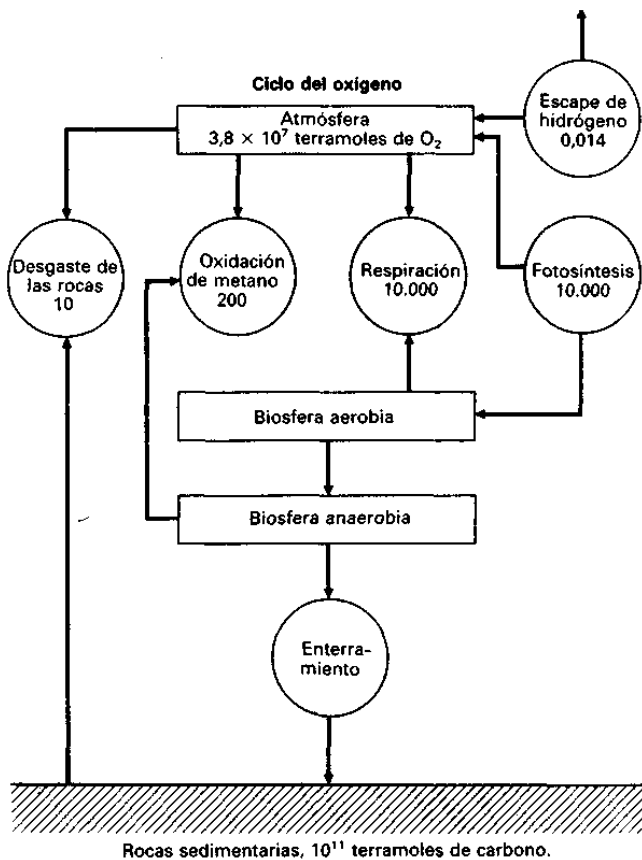 Ciclo del oxígeno
Escape de
hidrógeno
0,014
Atmósfera
3,8 × 10⁷ terramoles de O₂
Desgaste de
las rocas
10
Oxidación
de metano
200
Respiración
10.000
Fotosíntesis
10.000
Biosfera aerobia
Biosfera anaerobia
Enterra-
miento
Rocas sedimentarias, 10¹¹ terramoles de carbono.